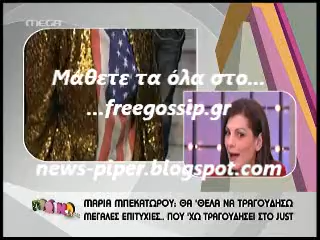 MEGA
Μάθετε τα όλα στο...
...freegossip.gr
news-piper.blogspot.com
ΜΑΡΙΑ ΜΠΕΚΑΤΩΡΟΥ: ΘΑ 'ΘΕΛΑ ΝΑ ΤΡΑΓΟΥΔΗΣΩ
ΜΕΓΑΛΕΣ ΕΠΙΤΥΧΙΕΣ.. ΠΟΥ 'ΧΩ ΤΡΑΓΟΥΔΗΣΕΙ ΣΤΟ JUST